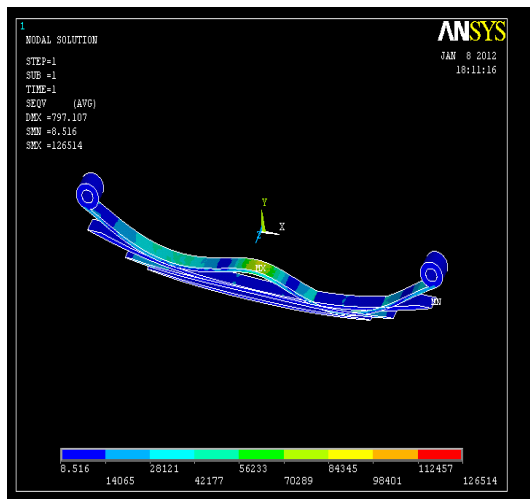 1
ANSYS
NODAL SOLUTION
JAN 8 2012
18:11:16
STEP=1
SUB =1
TIME=1
SEQV (AVG)
DMX =797.107
SMN =8.516
SMX =126514
Y
X
MX
MN
8.516 28121 56233 84345 112457
14065 42177 70289 98401 126514